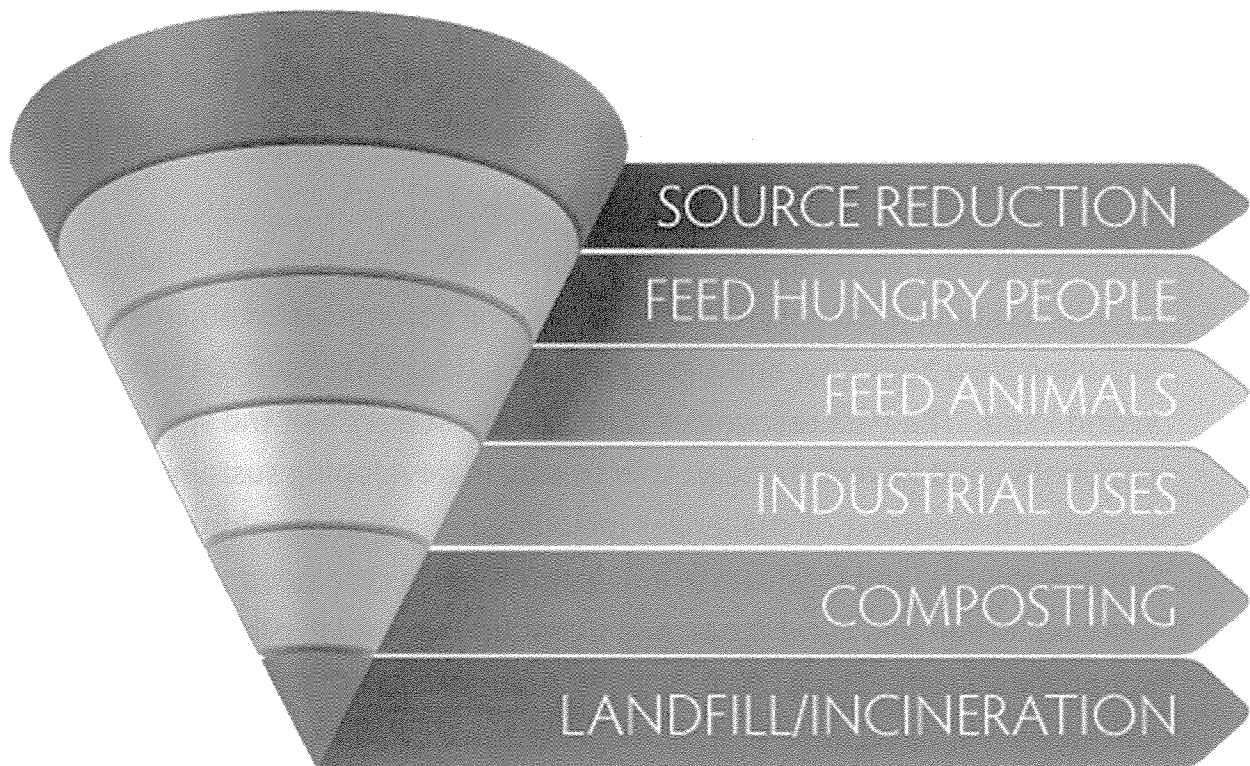 SOURCE REDUCTION
FEED HUNGRY PEOPLE
FEED ANIMALS
INDUSTRIAL USES
COMPOSTING
LANDFILL/INCINERATION